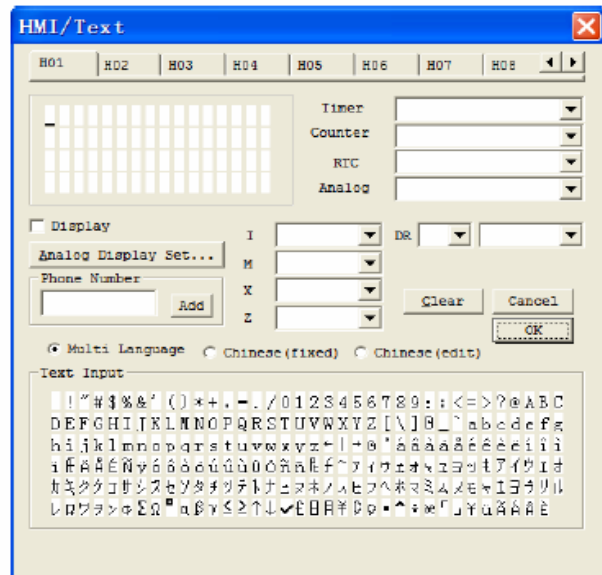 HMI/Text
H01 H02 H03 H04 H05 H06 H07 H08
Timer
Counter
RTC
Analog
Display
I
DR
Analog Display Set...
M
Phone Number
X
Add
Clear
Cancel
Z
OK
Multi Language
Chinese(fixed)
Chinese(edit)
Text Input
!"#$%&'()*+,-./0123456789:;<=>?@ABC
DEFGHIJKLMNOPQRSTUVWXYZ[\]
abcdefg
hijklmnopqrstuvwxyz